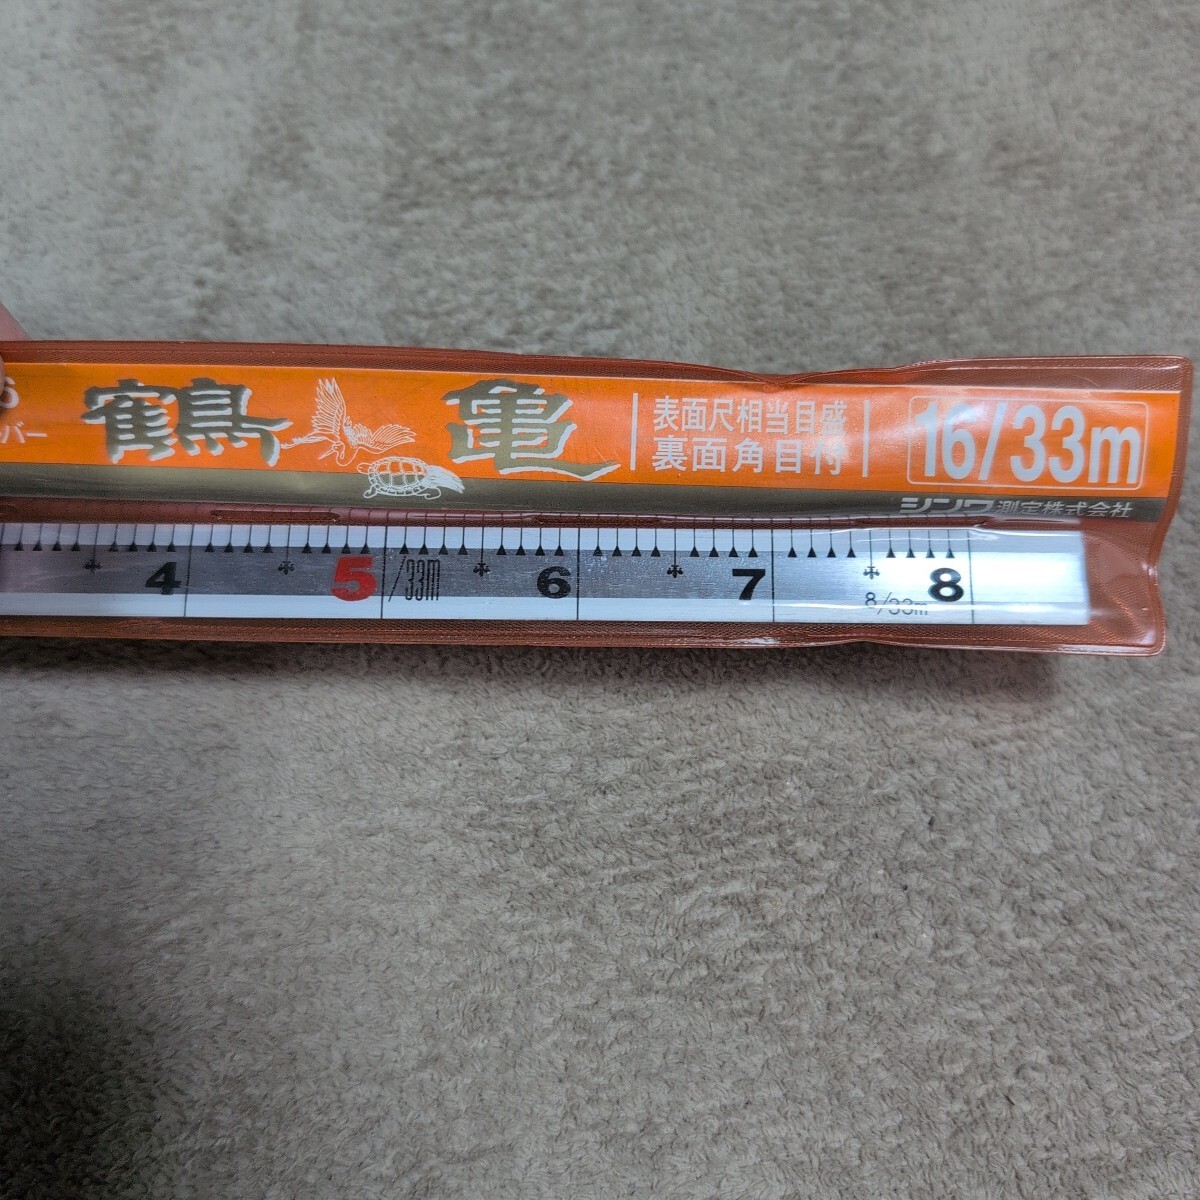 鶴亀
表面尺相当目盛
裏面角目付
16/33m
シンワ測定株式会社
4 5 /33m 6 7 8
8/33m